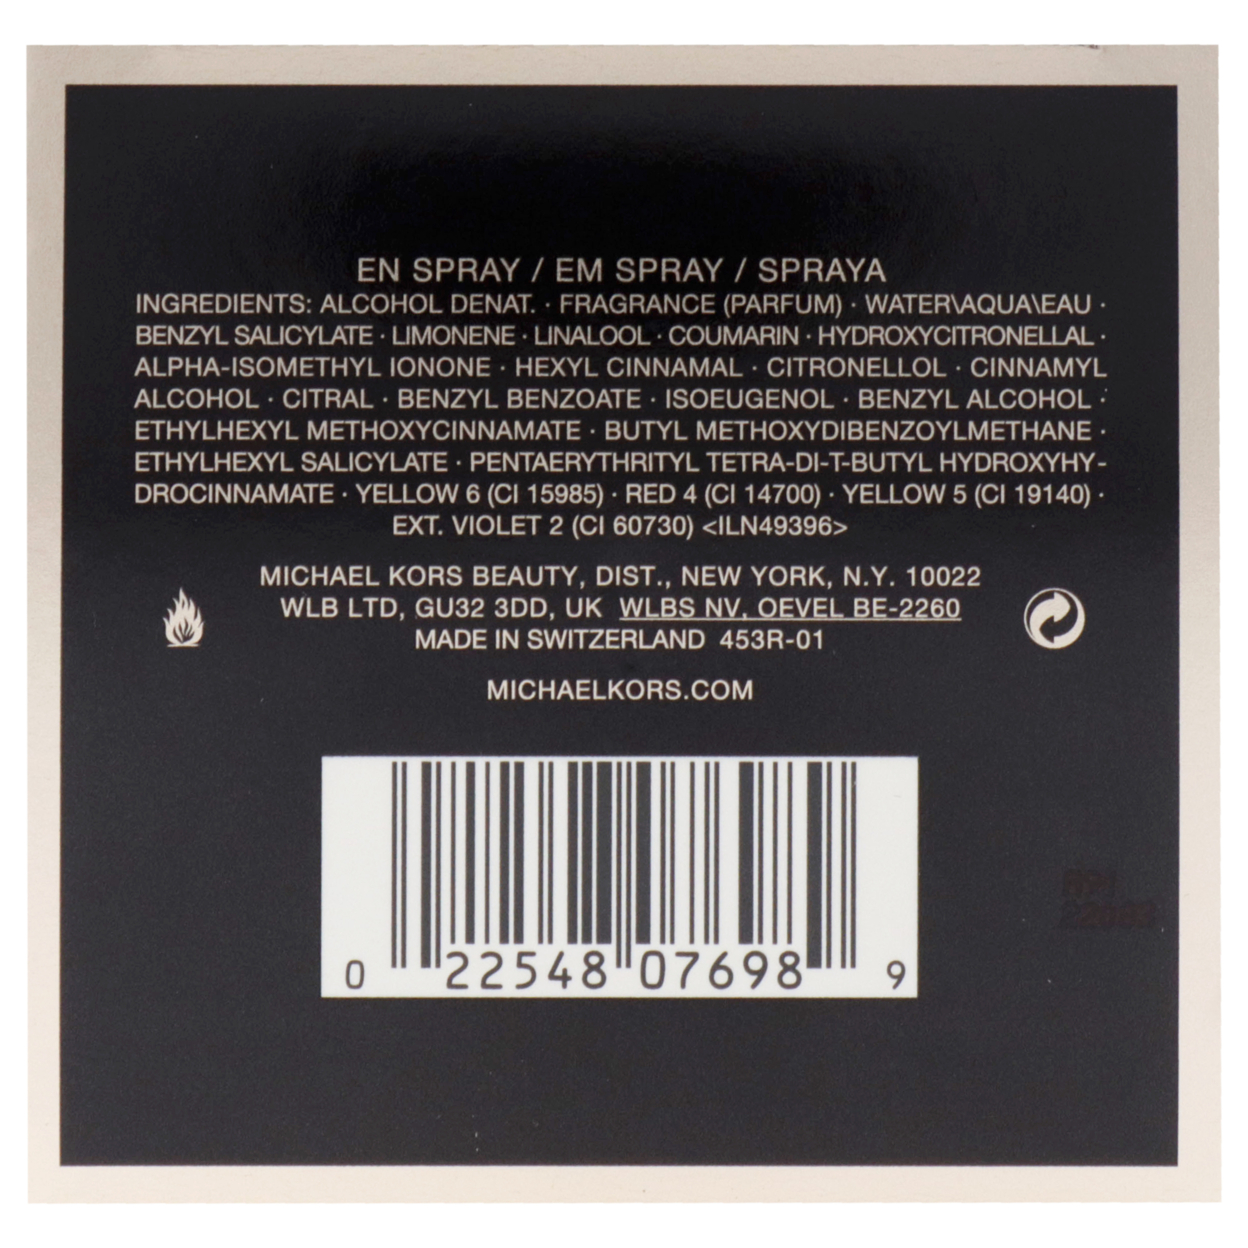 EN SPRAY / EM SPRAY / SPRAYA
INGREDIENTS: ALCOHOL DENAT. · FRAGRANCE (PARFUM) · WATER\AQUA\EAU ·
BENZYL SALICYLATE · LIMONENE · LINALOOL · COUMARIN · HYDROXYCITRONELLAL ·
ALPHA-ISOMETHYL IONONE · HEXYL CINNAMAL · CITRONELLOL · CINNAMYL
ALCOHOL · CITRAL · BENZYL BENZOATE · ISOEUGENOL · BENZYL ALCOHOL ·
ETHYLHEXYL METHOXYCINNAMATE · BUTYL METHOXYDIBENZOYLMETHANE ·
ETHYLHEXYL SALICYLATE · PENTAERYTHRITYL TETRA-DI-T-BUTYL HYDROXYHY-
DROCINNAMATE · YELLOW 6 (CI 15985) · RED 4 (CI 14700) · YELLOW 5 (CI 19140) ·
EXT. VIOLET 2 (CI 60730) <ILN49396>
MICHAEL KORS BEAUTY, DIST., NEW YORK, N.Y. 10022
WLB LTD, GU32 3DD, UK WLBS NV, OEVEL BE-2260
MADE IN SWITZERLAND 453R-01
MICHAELKORS.COM
0 22548 07698 9